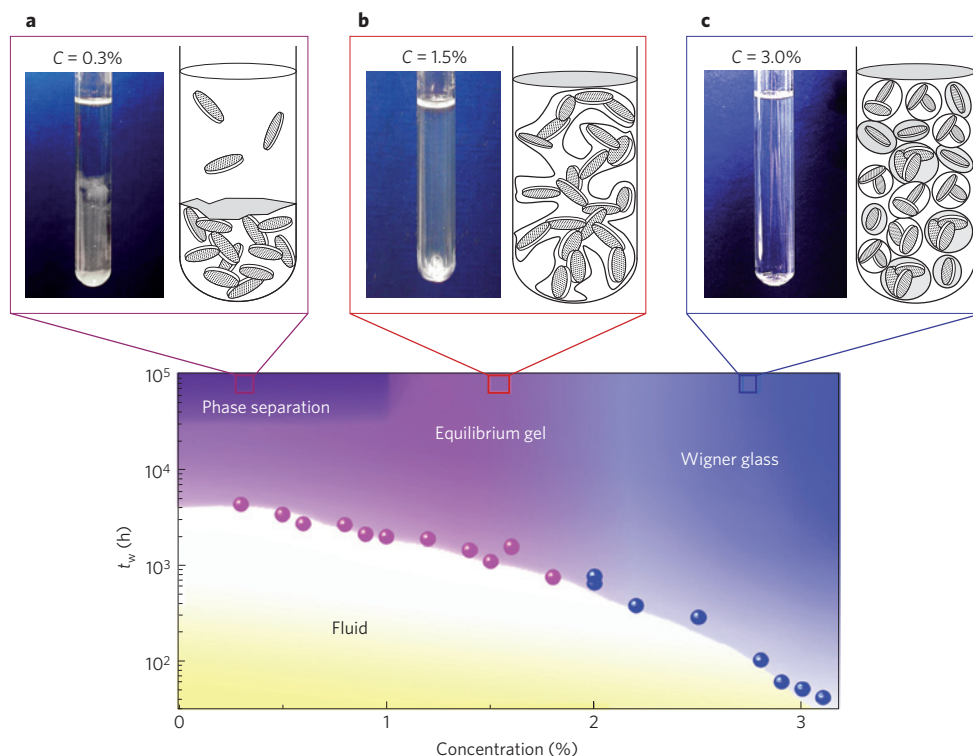 a
b
c
C = 0.3%
C = 1.5%
C = 3.0%
10⁵
Phase separation
Equilibrium gel
Wigner glass
10⁴
10³
10²
Fluid
t_w (h)
0
1
2
3
Concentration (%)